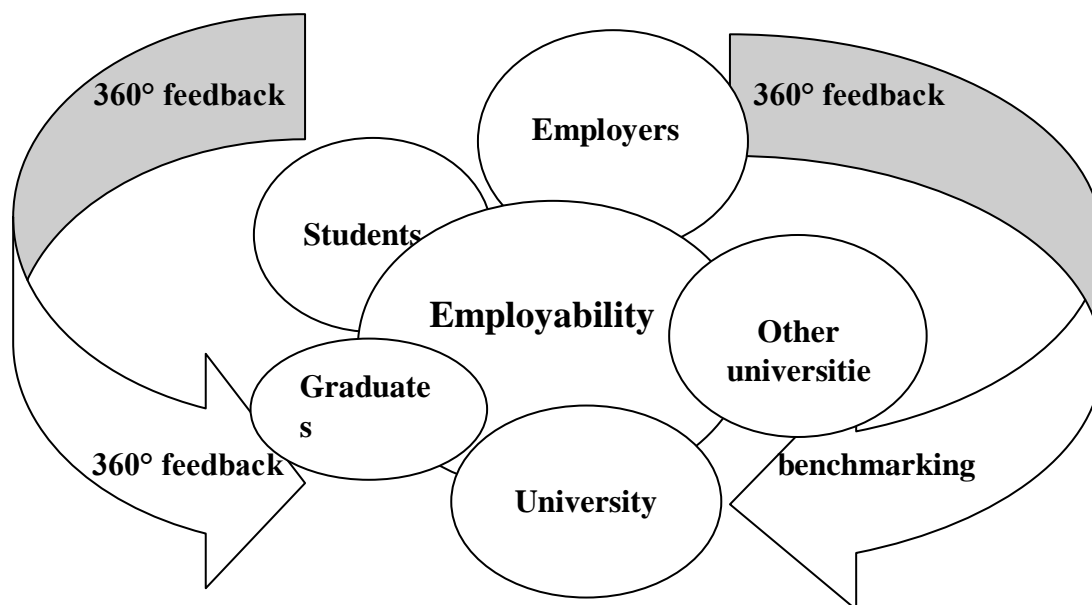 360° feedback
360° feedback
Employers
Students
Employability
Other
universitie
Graduate
s
360° feedback
benchmarking
University